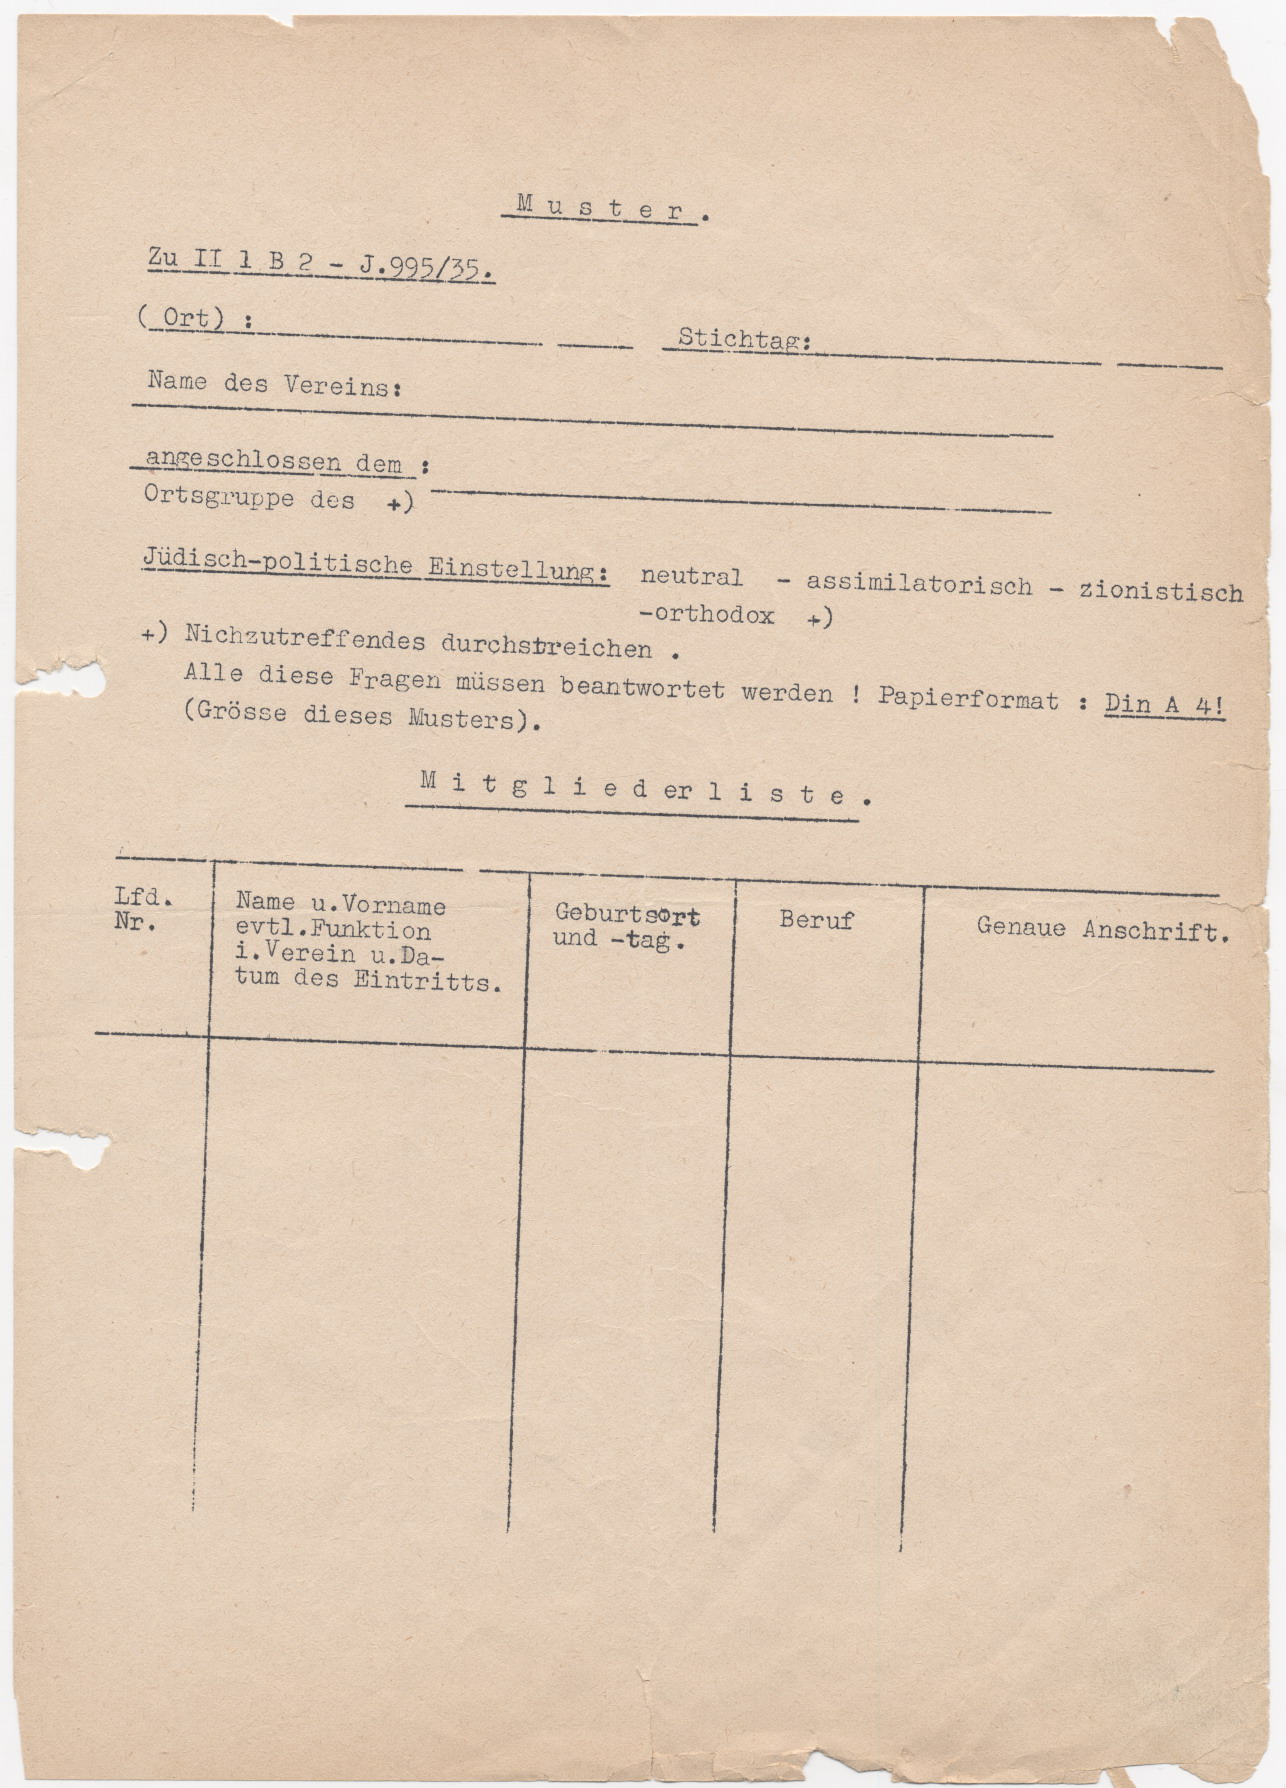 M u s t e r .
Zu II 1 B 2 - J.995/35.
( Ort) :
Stichtag:
Name des Vereins:
angeschlossen dem :
Ortsgruppe des +)
Jüdisch-politische Einstellung: neutral - assimilatorisch - zionistisch
-orthodox +)
+) Nichzutreffendes durchstreichen .
Alle diese Fragen müssen beantwortet werden ! Papierformat : Din A 4!
(Grösse dieses Musters).
M i t g l i e d e r l i s t e .
Lfd.
Nr.
Name u.Vorname
evtl.Funktion
i.Verein u.Da-
tum des Eintritts.
Geburtsort
und -tag.
Beruf
Genaue Anschrift.